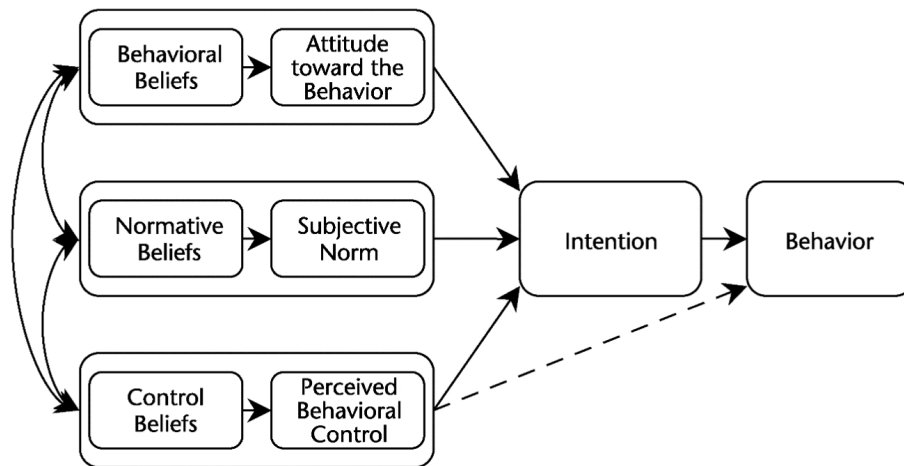 Behavioral
Beliefs
Attitude
toward the
Behavior
Normative
Beliefs
Subjective
Norm
Intention
Behavior
Control
Beliefs
Perceived
Behavioral
Control